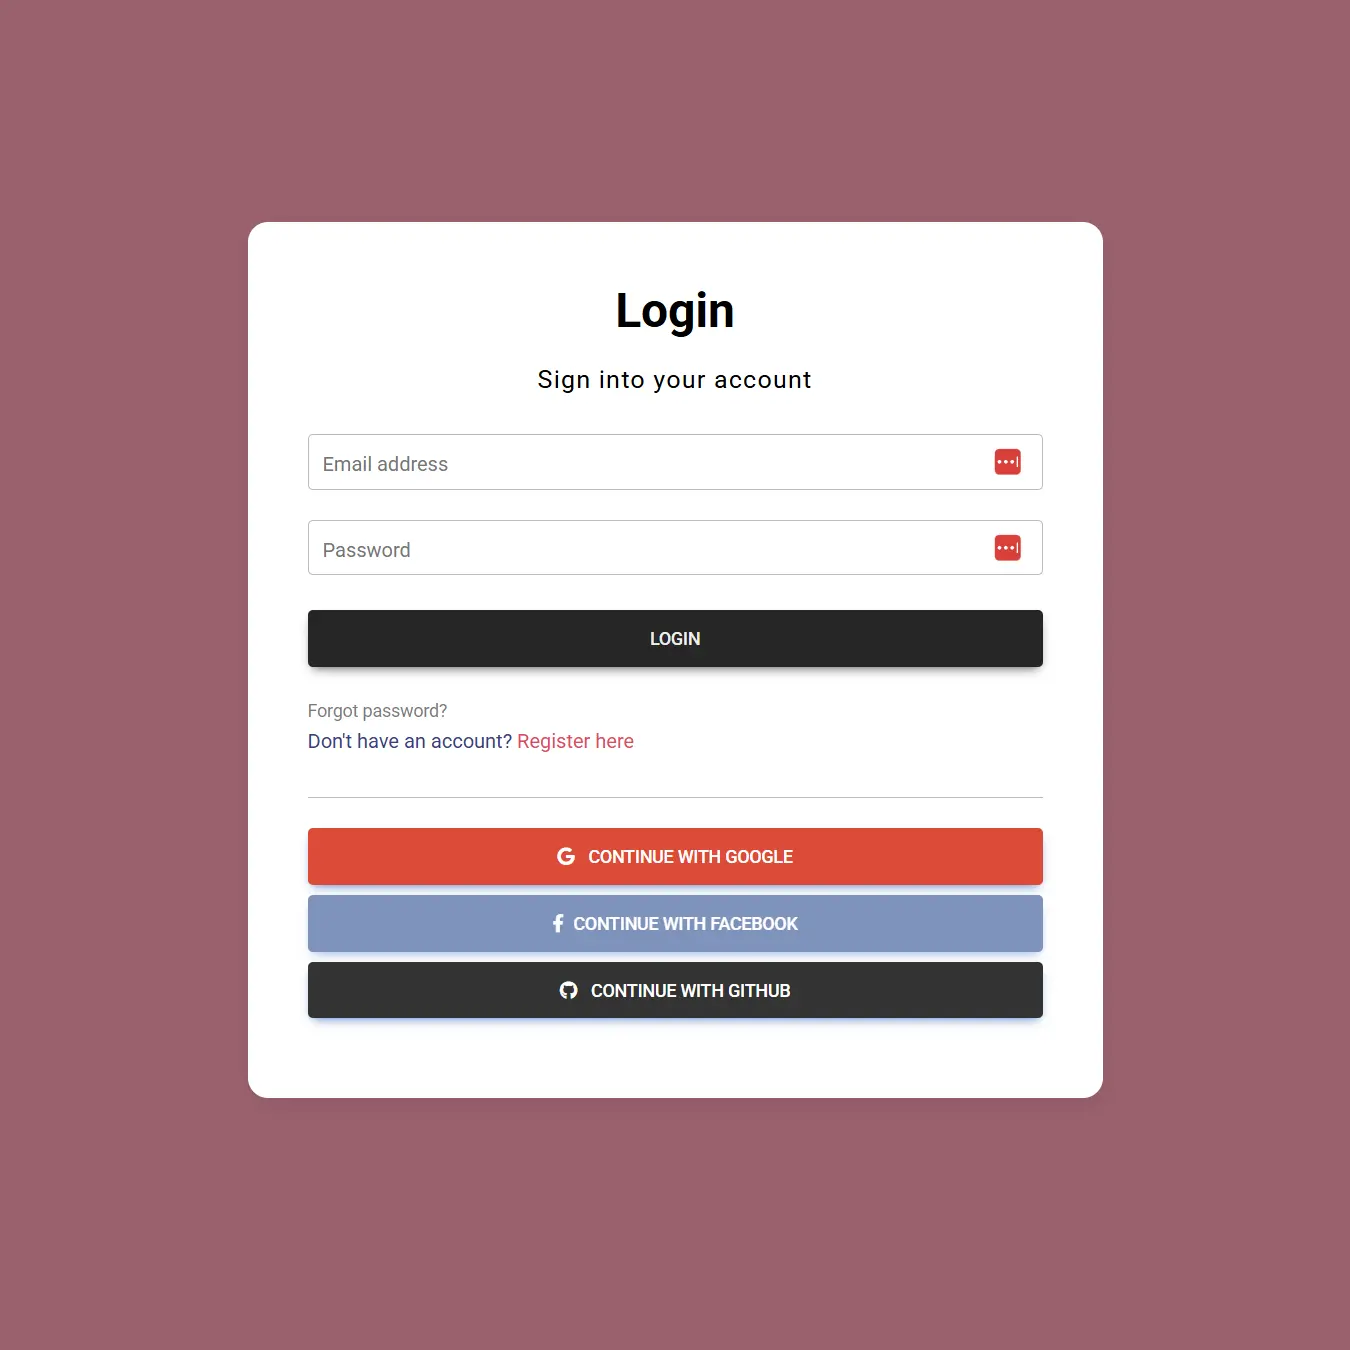 Login
Sign into your account
Email address
Password
LOGIN
Forgot password?
Don't have an account? Register here
CONTINUE WITH GOOGLE
CONTINUE WITH FACEBOOK
CONTINUE WITH GITHUB